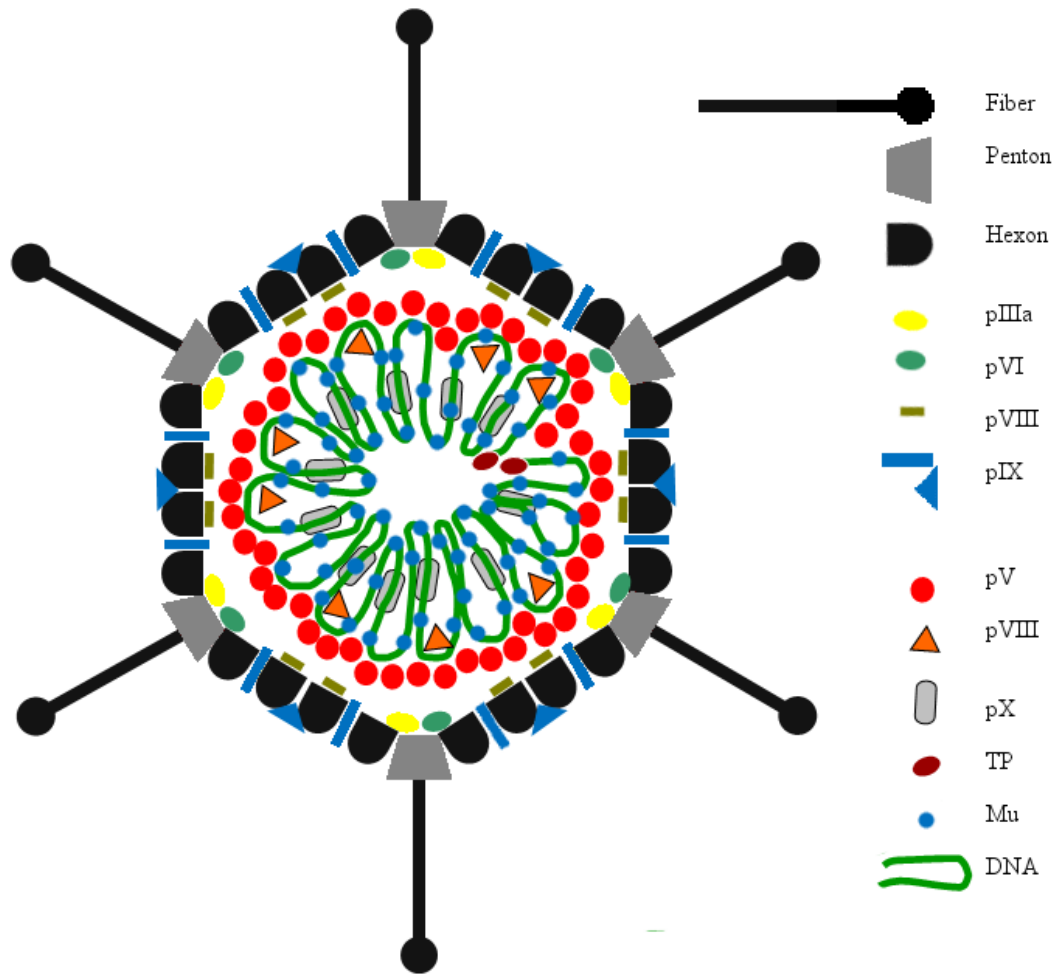 Fiber
Penton
Hexon
pIIIa
pVI
pVIII
pIX
pV
pVIII
pX
TP
Mu
DNA